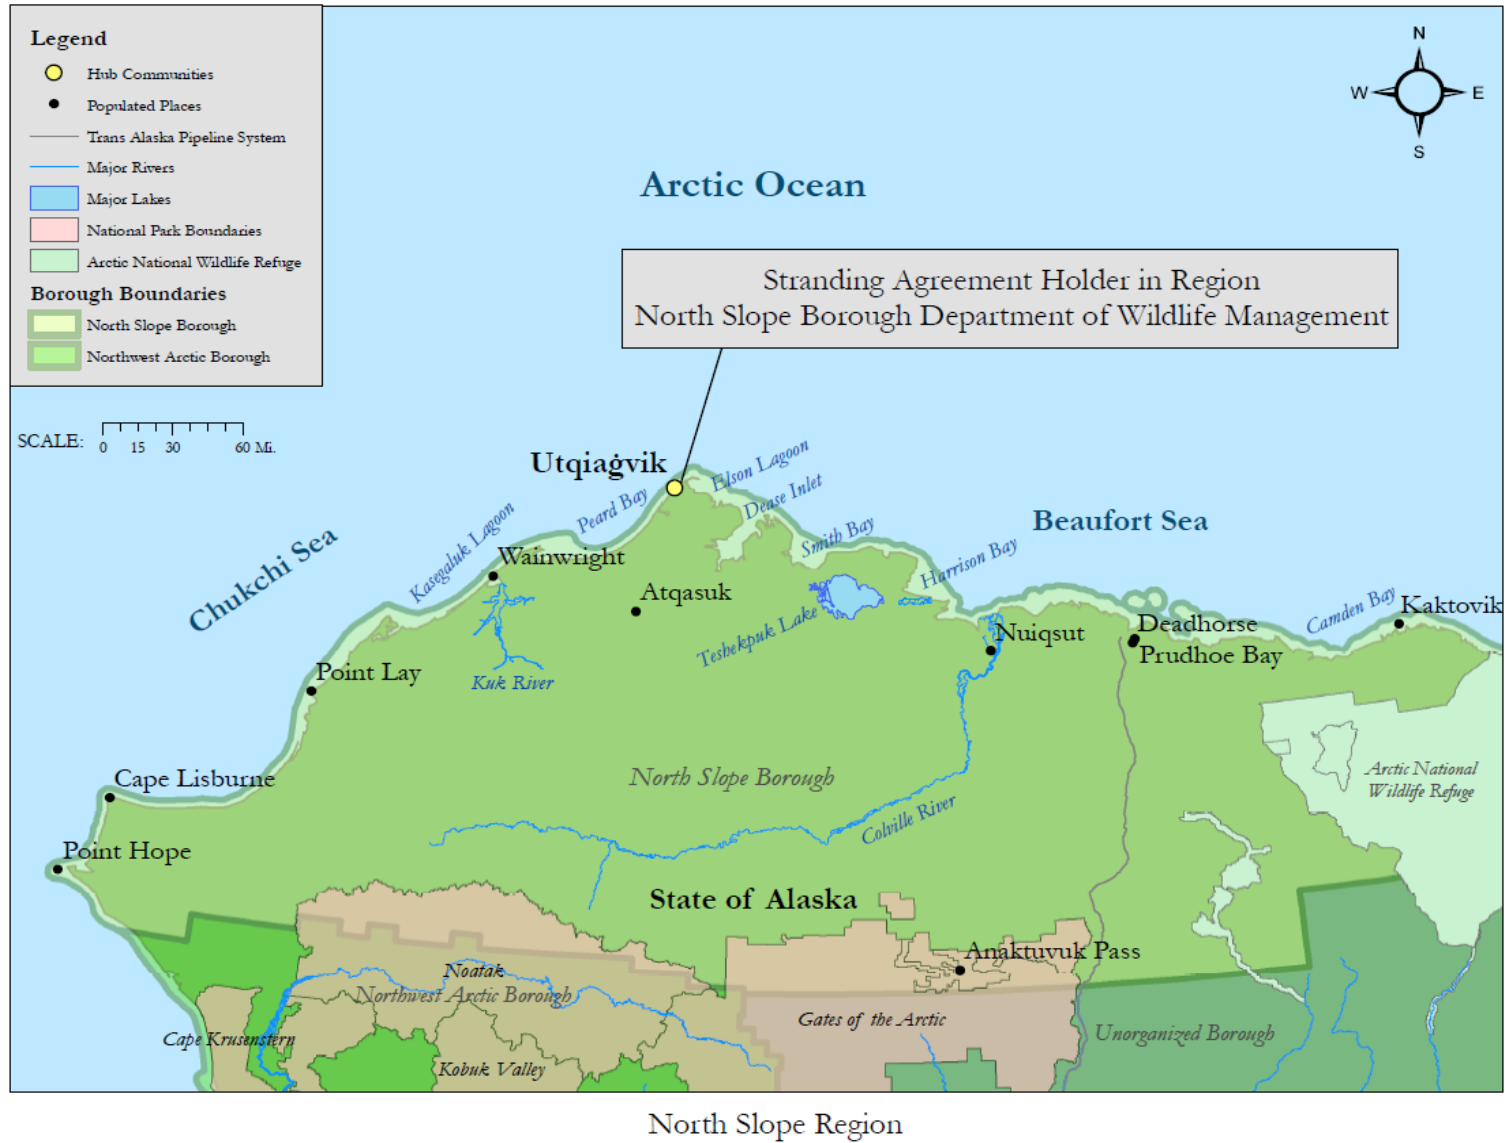 Legend
Hub Communities
Populated Places
Trans Alaska Pipeline System
Major Rivers
Major Lakes
National Park Boundaries
Arctic National Wildlife Refuge
Borough Boundaries
North Slope Borough
Northwest Arctic Borough
SCALE: 0 15 30 60 Mi.
N
W E
S
Arctic Ocean
Stranding Agreement Holder in Region
North Slope Borough Department of Wildlife Management
Utqiaġvik
Elson Lagoon
Dease Inlet
Peard Bay
Smith Bay
Beaufort Sea
Chukchi Sea
Kasegaluk Lagoon
Wainwright
Harrison Bay
Atqasuk
Teshekpuk Lake
Camden Bay
Kaktovik
Nuiqsut
Deadhorse
Prudhoe Bay
Point Lay
Kuk River
Cape Lisburne
North Slope Borough
Arctic National
Wildlife Refuge
Colville River
Point Hope
State of Alaska
Anaktuvuk Pass
Noatak
Northwest Arctic Borough
Gates of the Arctic
Unorganized Borough
Cape Krusenstern
Kobuk Valley
North Slope Region